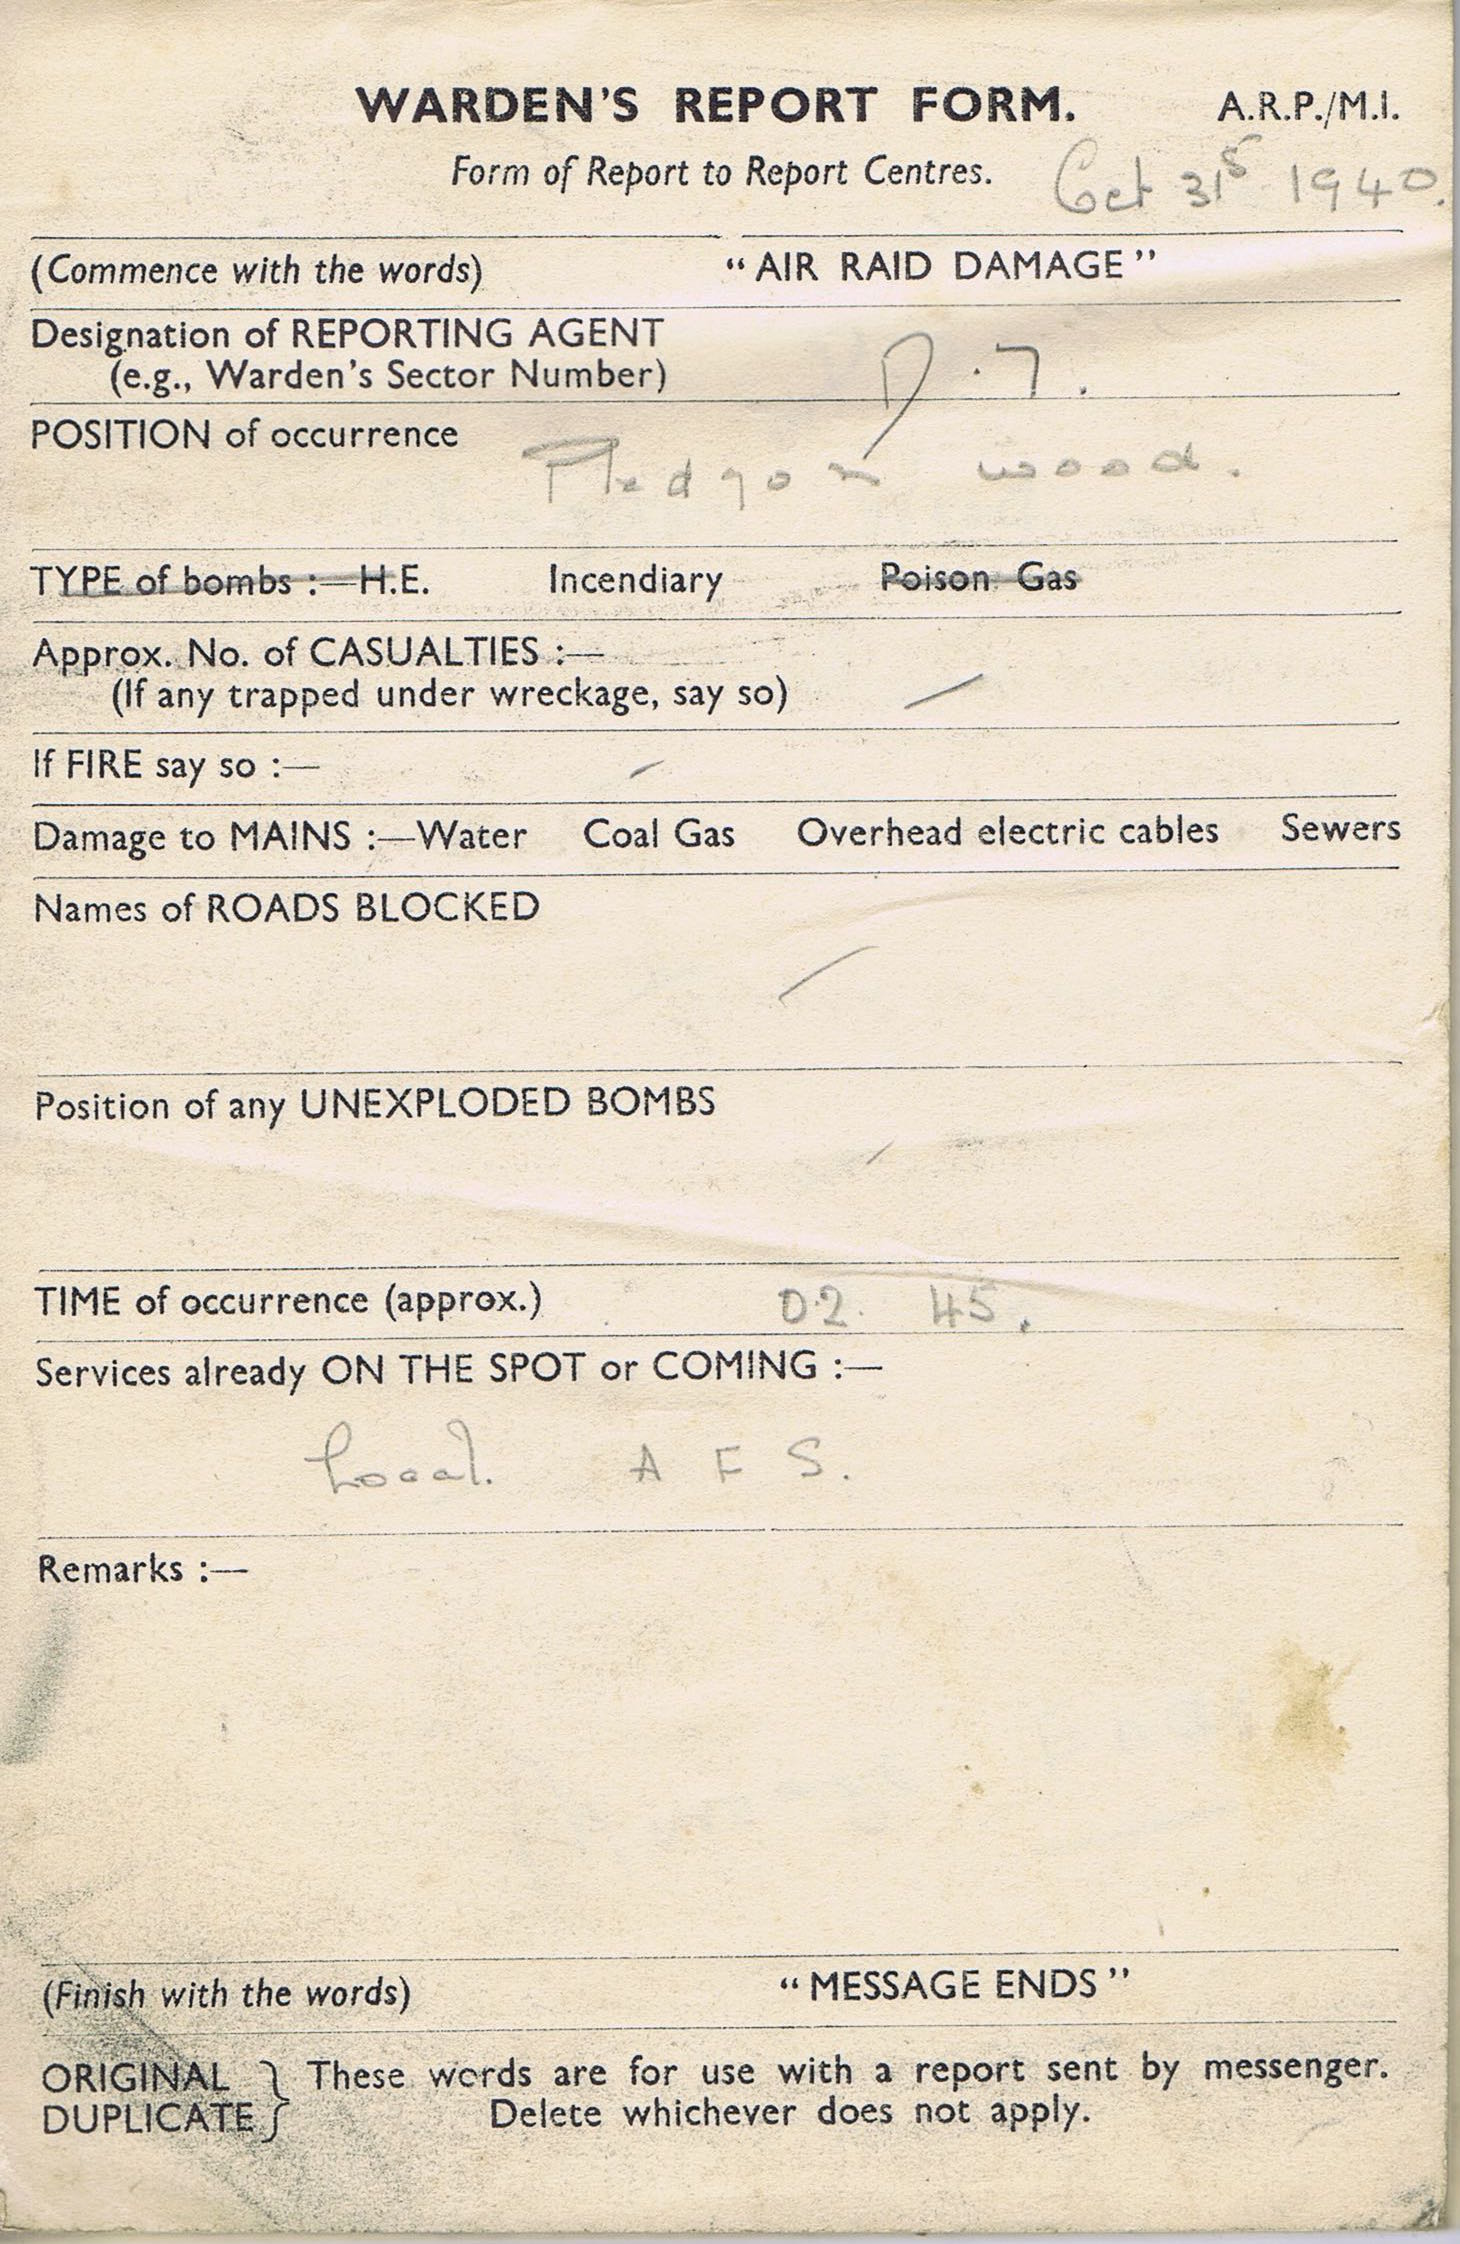 WARDEN'S REPORT FORM. A.R.P./M.I.
Form of Report to Report Centres. Oct 31s 1940.
(Commence with the words) "AIR RAID DAMAGE"
Designation of REPORTING AGENT
(e.g., Warden's Sector Number) D.7.
POSITION of occurrence
Pledgon wood.
TYPE of bombs :—H.E. Incendiary Poison Gas
Approx. No. of CASUALTIES :—
(If any trapped under wreckage, say so) /
If FIRE say so :— /
Damage to MAINS :—Water Coal Gas Overhead electric cables Sewers
Names of ROADS BLOCKED
/
Position of any UNEXPLODED BOMBS
/
TIME of occurrence (approx.) 02. 45.
Services already ON THE SPOT or COMING :—
Local. A F S.
Remarks :—
(Finish with the words) "MESSAGE ENDS"
ORIGINAL } These words are for use with a report sent by messenger.
DUPLICATE } Delete whichever does not apply.